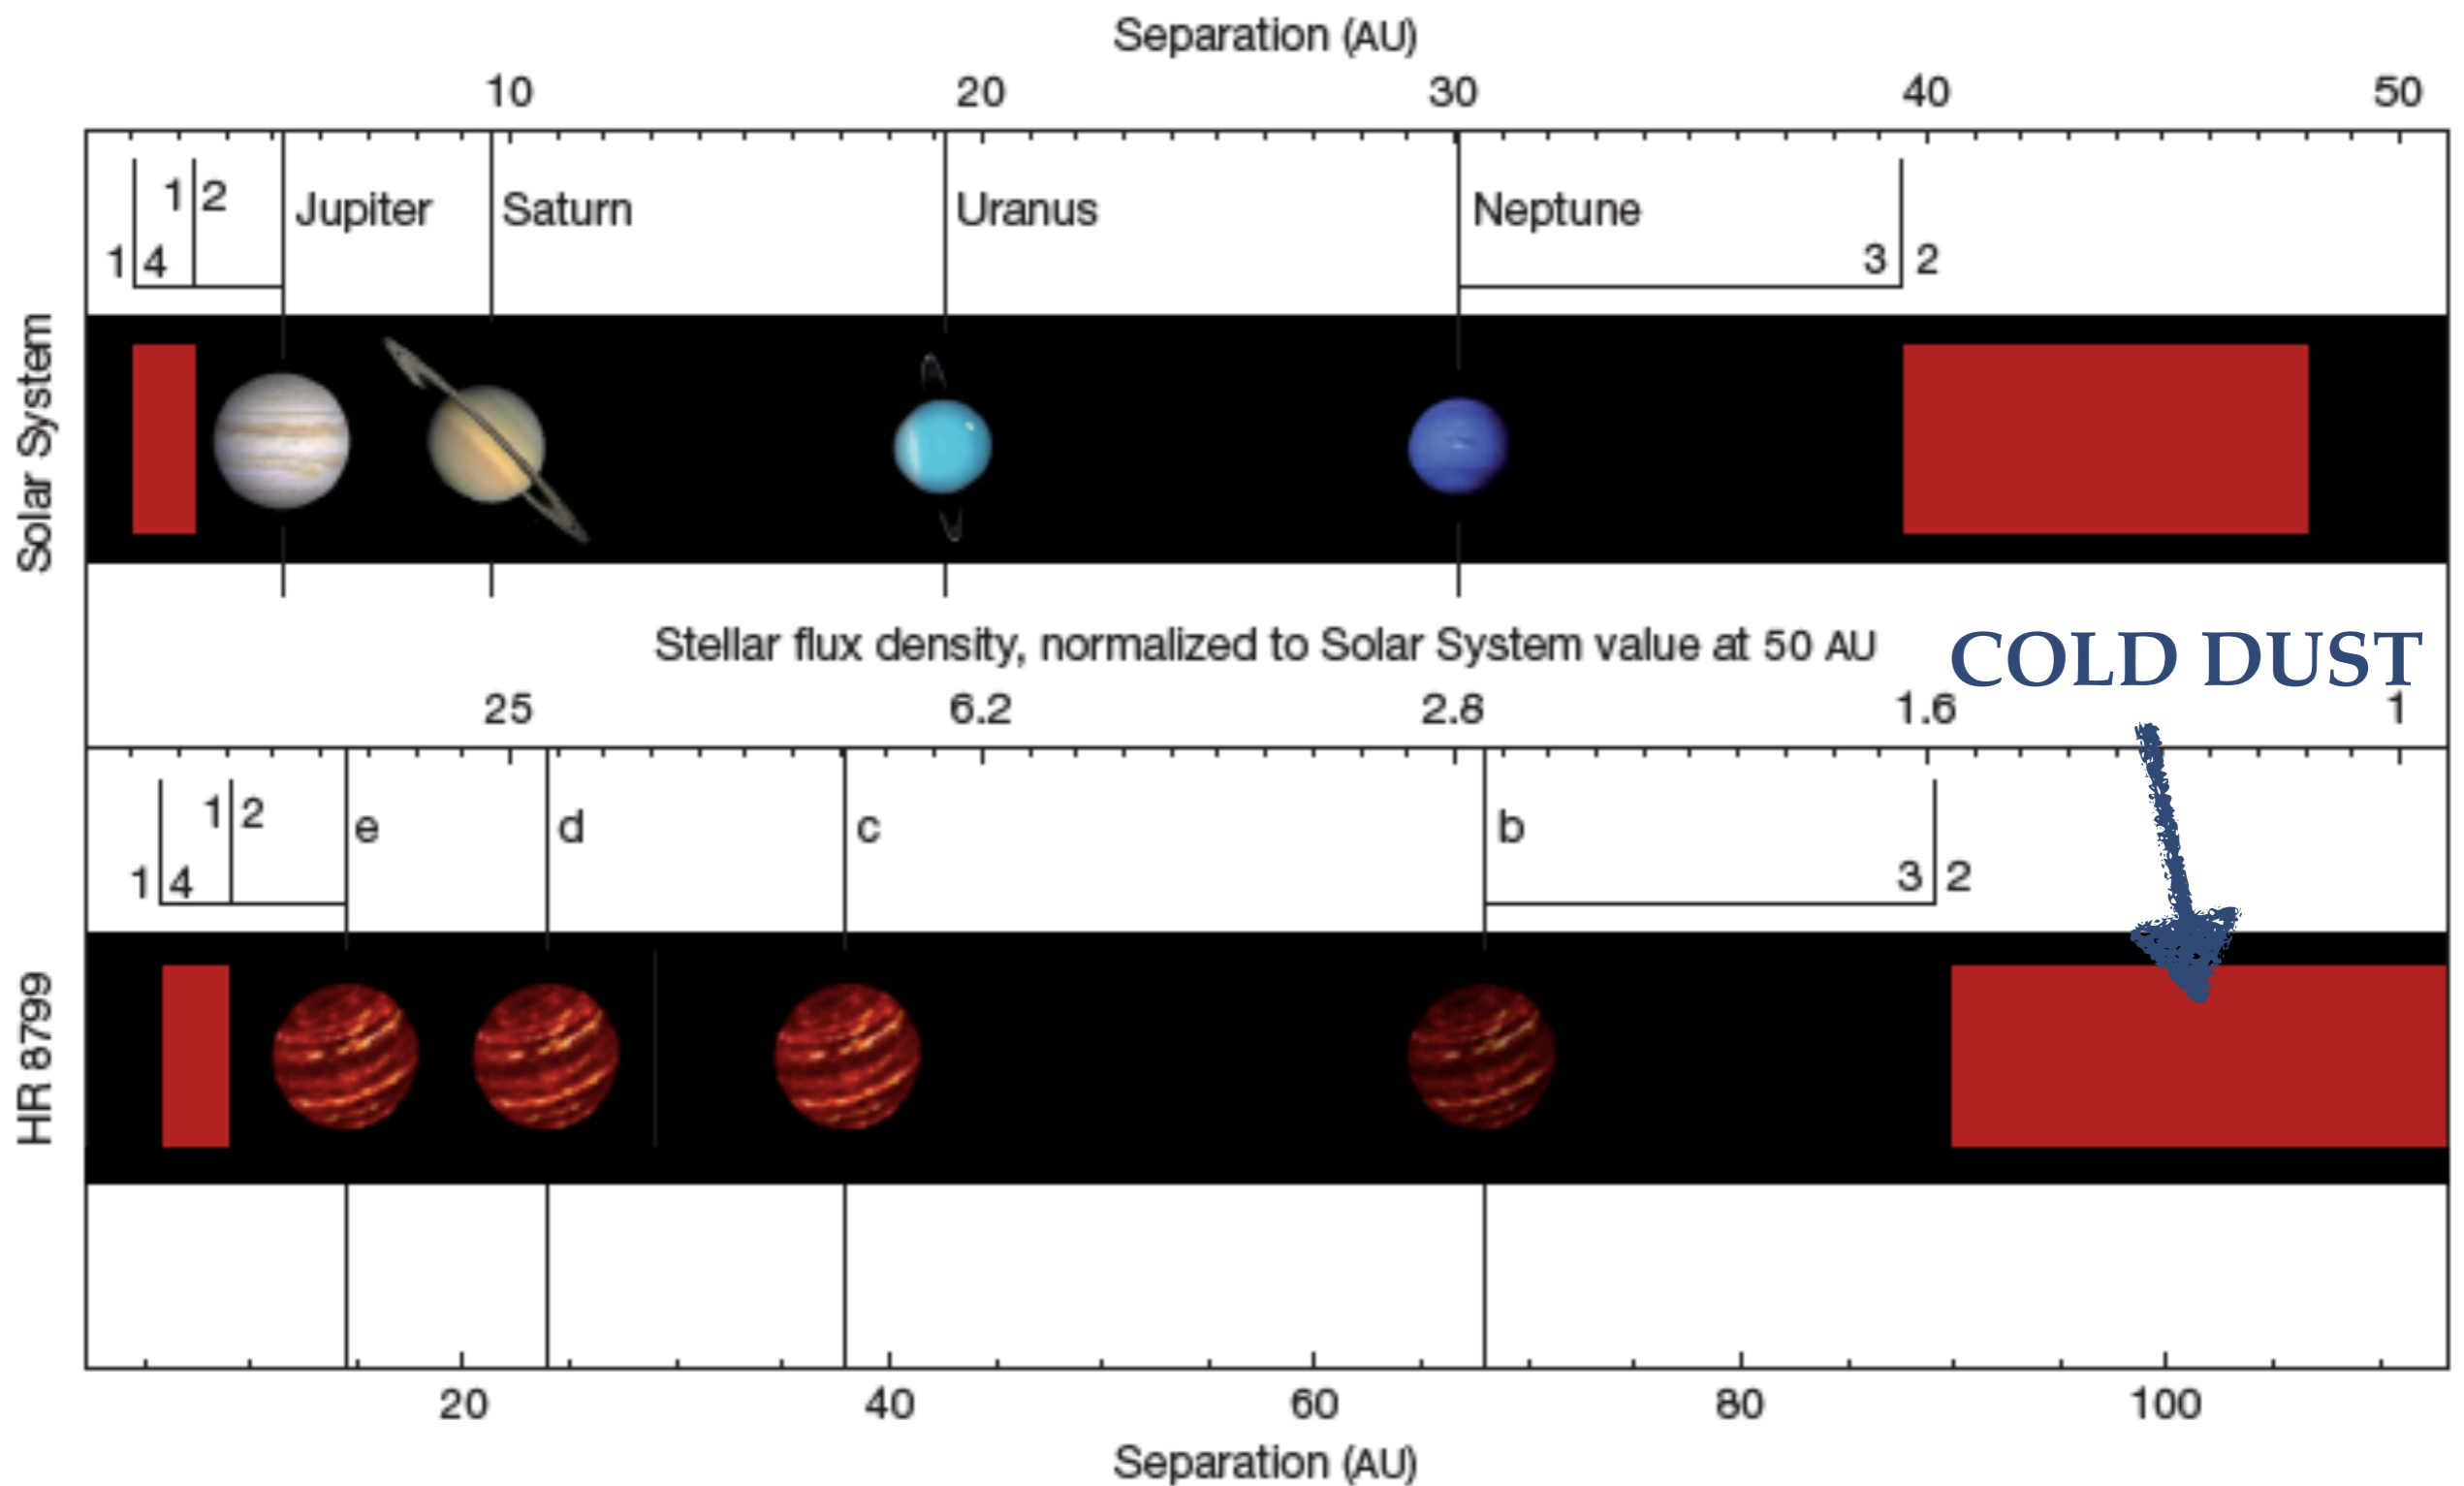 Separation (AU)
10 20 30 40 50
1 2 Jupiter Saturn Uranus Neptune
1 4 3 2
Solar System
Stellar flux density, normalized to Solar System value at 50 AU
COLD DUST
25 6.2 2.8 1.6 1
1 2 e d c b
1 4 3 2
HR 8799
20 40 60 80 100
Separation (AU)